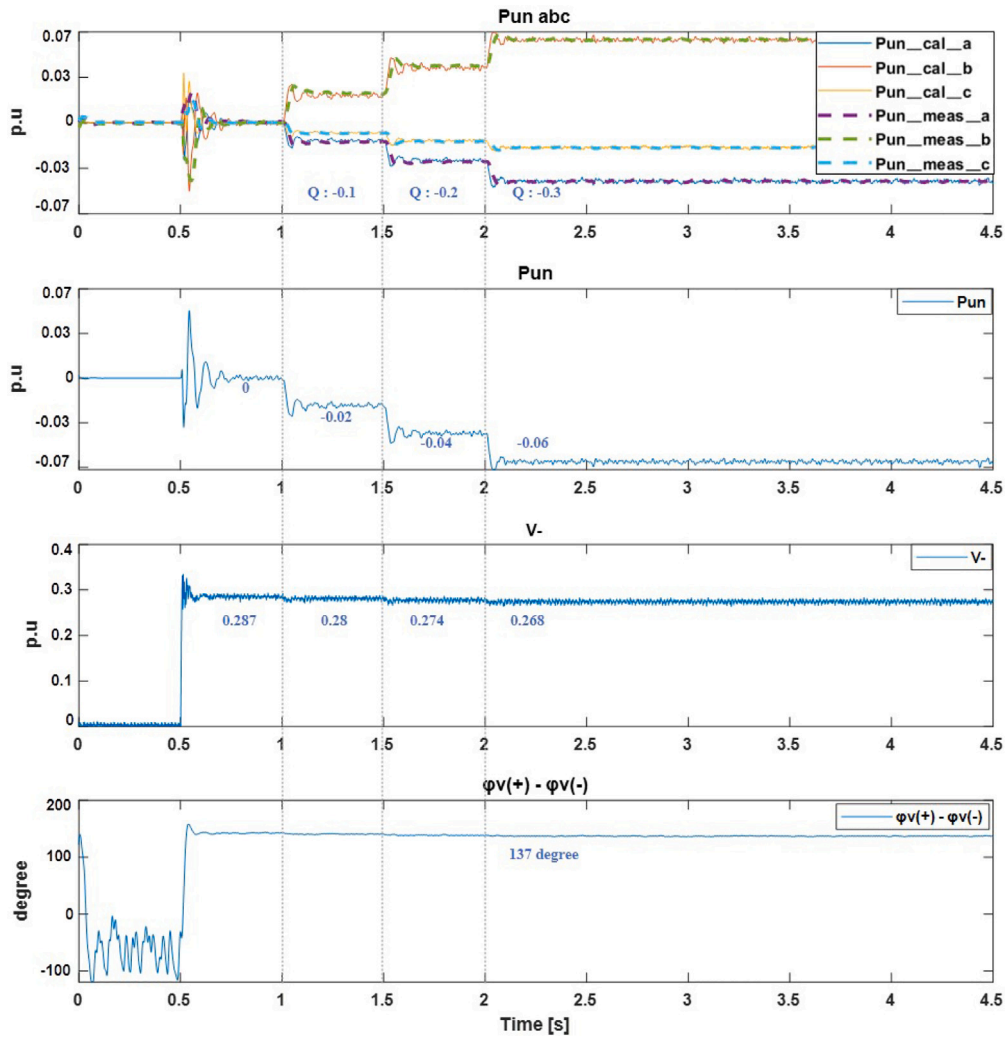 Pun abc
0.07
0.03
0
-0.03
-0.07
p.u
Pun__cal__a
Pun__cal__b
Pun__cal__c
Pun__meas__a
Pun__meas__b
Pun__meas__c
Q : -0.1
Q : -0.2
Q : -0.3
0 0.5 1 1.5 2 2.5 3 3.5 4 4.5
Pun
0.07
0.03
0
-0.03
-0.07
p.u
Pun
0
-0.02
-0.04
-0.06
0 0.5 1 1.5 2 2.5 3 3.5 4 4.5
V-
0.4
0.3
0.2
0.1
0
p.u
V-
0.287
0.28
0.274
0.268
0 0.5 1 1.5 2 2.5 3 3.5 4 4.5
φv(+) - φv(-)
200
100
0
-100
degree
φv(+) - φv(-)
137 degree
0 0.5 1 1.5 2 2.5 3 3.5 4 4.5
Time [s]